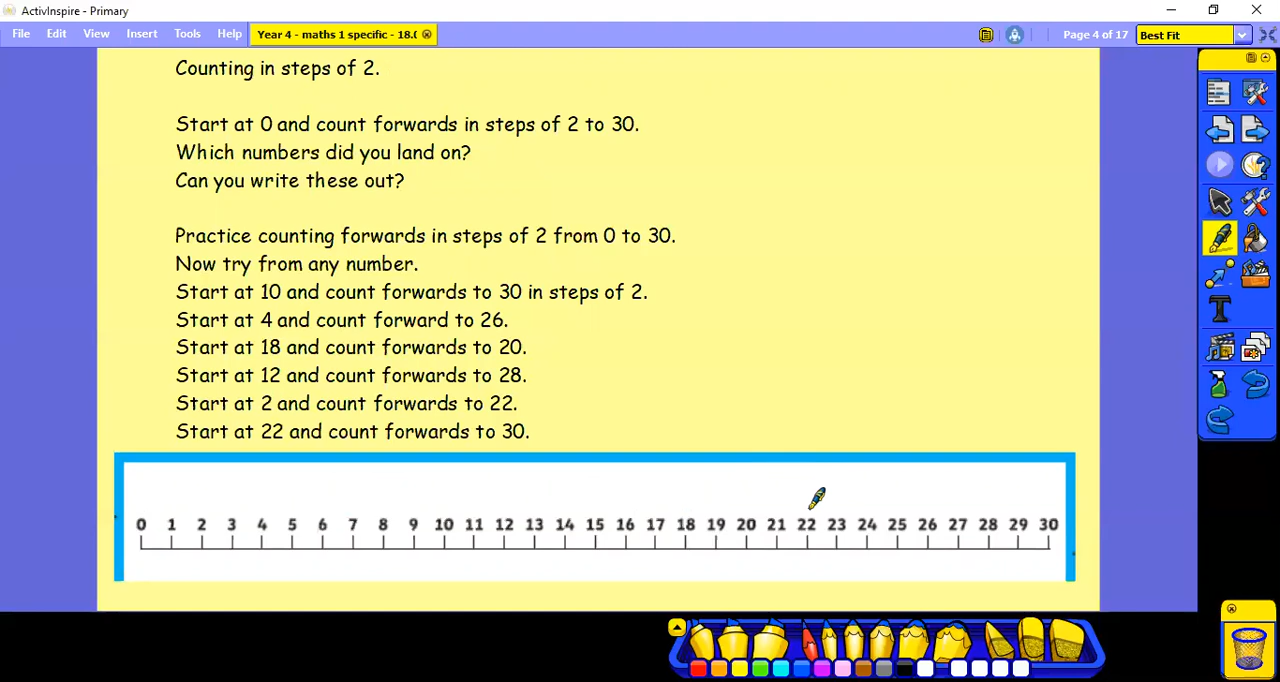 ActivInspire - Primary
File Edit View Insert Tools Help Year 4 - maths 1 specific - 18.( Page 4 of 17 Best Fit
Counting in steps of 2.
Start at 0 and count forwards in steps of 2 to 30.
Which numbers did you land on?
Can you write these out?
Practice counting forwards in steps of 2 from 0 to 30.
Now try from any number.
Start at 10 and count forwards to 30 in steps of 2.
Start at 4 and count forward to 26.
Start at 18 and count forwards to 20.
Start at 12 and count forwards to 28.
Start at 2 and count forwards to 22.
Start at 22 and count forwards to 30.
0 1 2 3 4 5 6 7 8 9 10 11 12 13 14 15 16 17 18 19 20 21 22 23 24 25 26 27 28 29 30